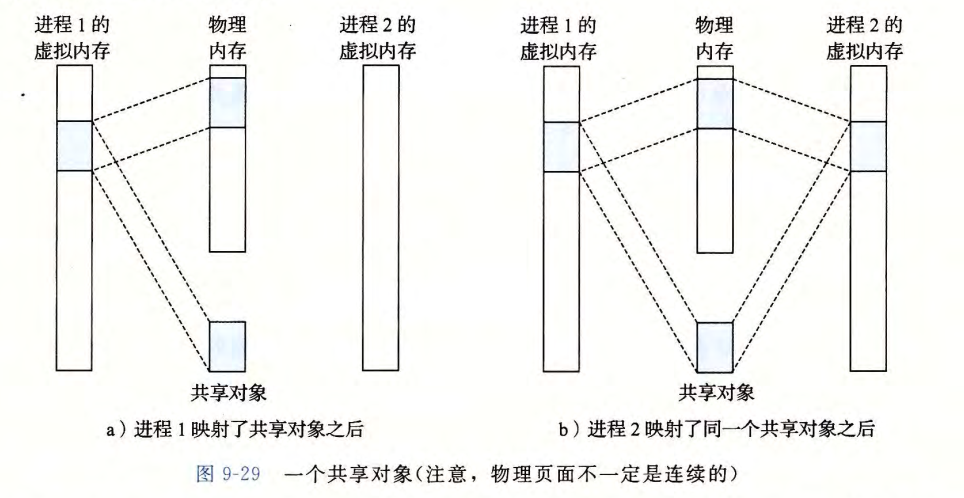 进程 1 的
虚拟内存
物理
内存
进程 2 的
虚拟内存
共享对象
a）进程 1 映射了共享对象之后
进程 1 的
虚拟内存
物理
内存
进程 2 的
虚拟内存
共享对象
b）进程 2 映射了同一个共享对象之后
图 9-29 一个共享对象(注意，物理页面不一定是连续的)